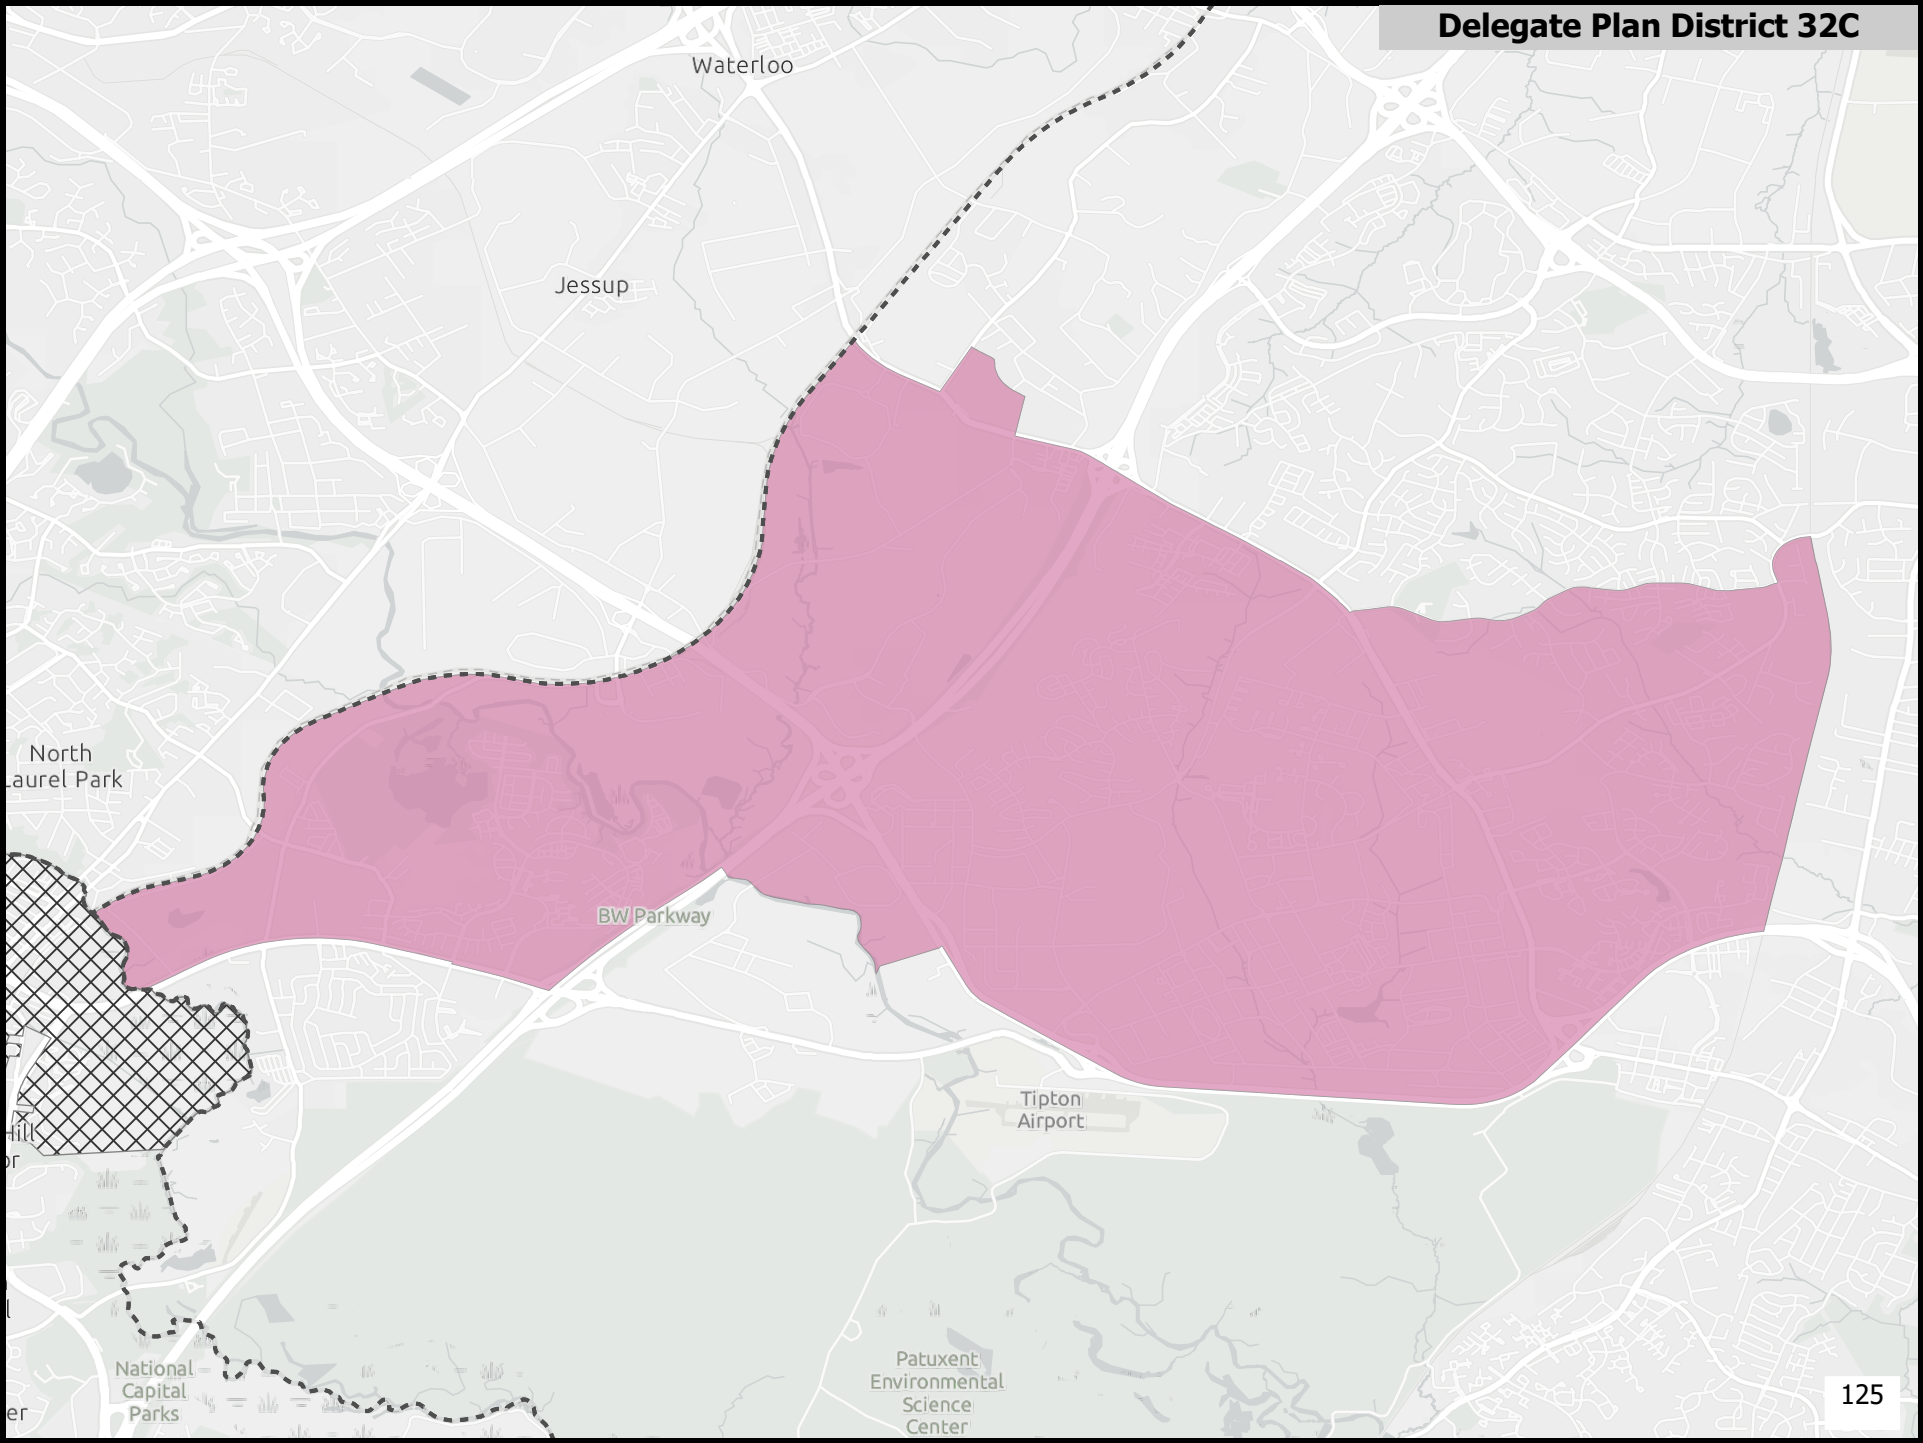 Delegate Plan District 32C
Waterloo
Jessup
North
Laurel Park
BW Parkway
Tipton
Airport
National
Capital
Parks
Patuxent
Environmental
Science
Center
125